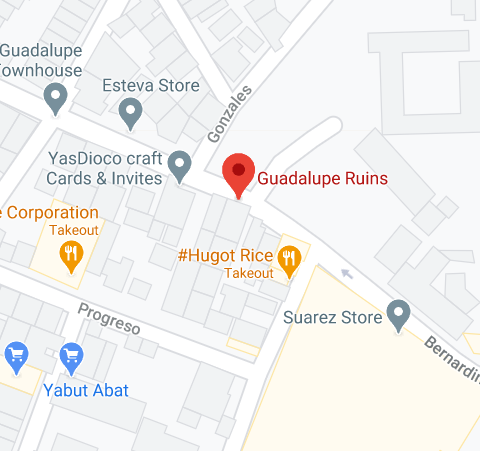 Guadalupe
ownhouse
Esteva Store
Gonzales
YasDioco craft
Cards & Invites
Guadalupe Ruins
e Corporation
Takeout
#Hugot Rice
Takeout
Progreso
Suarez Store
Bernardin
Yabut Abat